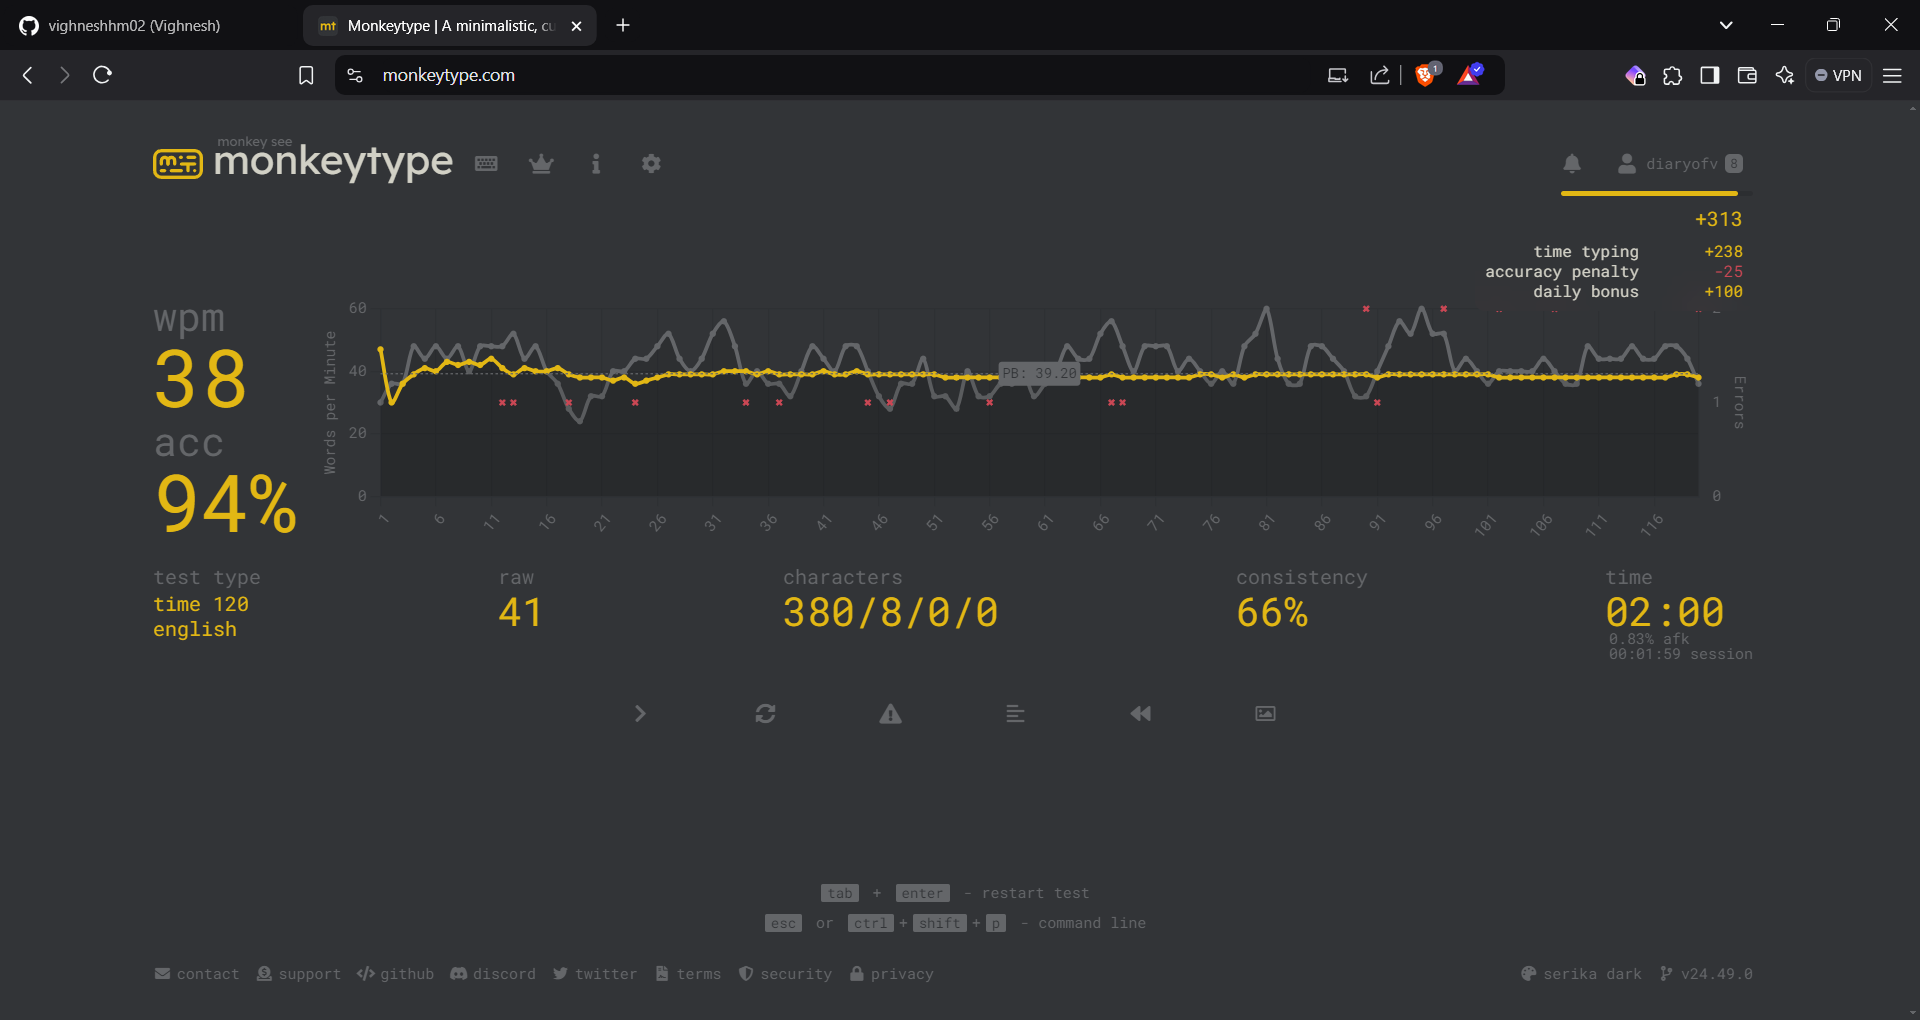 vighneshhm02 (Vighnesh)
Monkeytype | A minimalistic, cu
monkeytype.com
1
VPN
monkey see
monkeytype
diaryofv 8
+313
time typing +238
accuracy penalty -25
daily bonus +100
wpm
38
acc
94%
Words per Minute
60
40
20
0
PB: 39.20
Errors
1
0
1 6 11 16 21 26 31 36 41 46 51 56 61 66 71 76 81 86 91 96 101 106 111 116
test type
time 120
english
raw
41
characters
380/8/0/0
consistency
66%
time
02:00
0.83% afk
00:01:59 session
tab + enter - restart test
esc or ctrl + shift + p - command line
contact support github discord twitter terms security privacy
serika dark v24.49.0